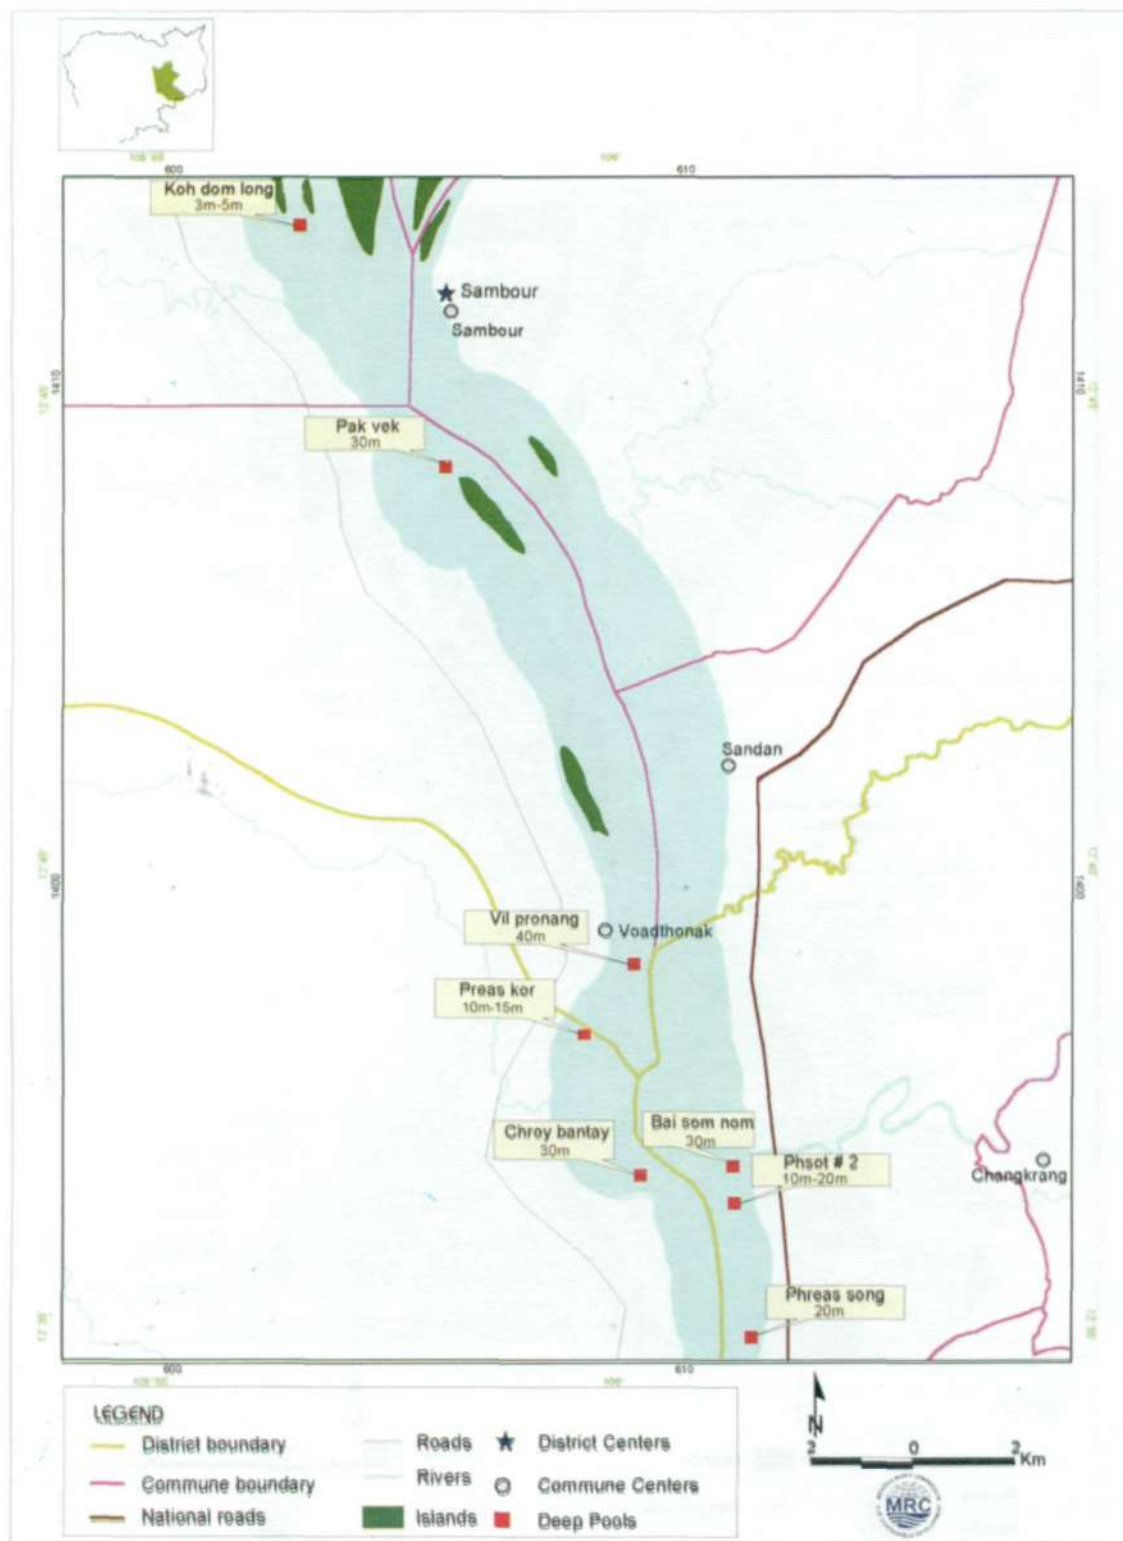 600
610
Koh dom long
3m-5m
Sambour
Sambour
1410
1410
Pak vek
30m
Sandan
1400
1400
Vil pronang
40m
Voadthonak
Preas kor
10m-15m
Chroy bantay
30m
Bai som nom
30m
Phsot # 2
10m-20m
Changkrang
Phreas song
20m
600
610
LEGEND
District boundary
Commune boundary
National roads
Roads
Rivers
Islands
District Centers
Commune Centers
Deep Pools
N
2 0 2 Km
MRC